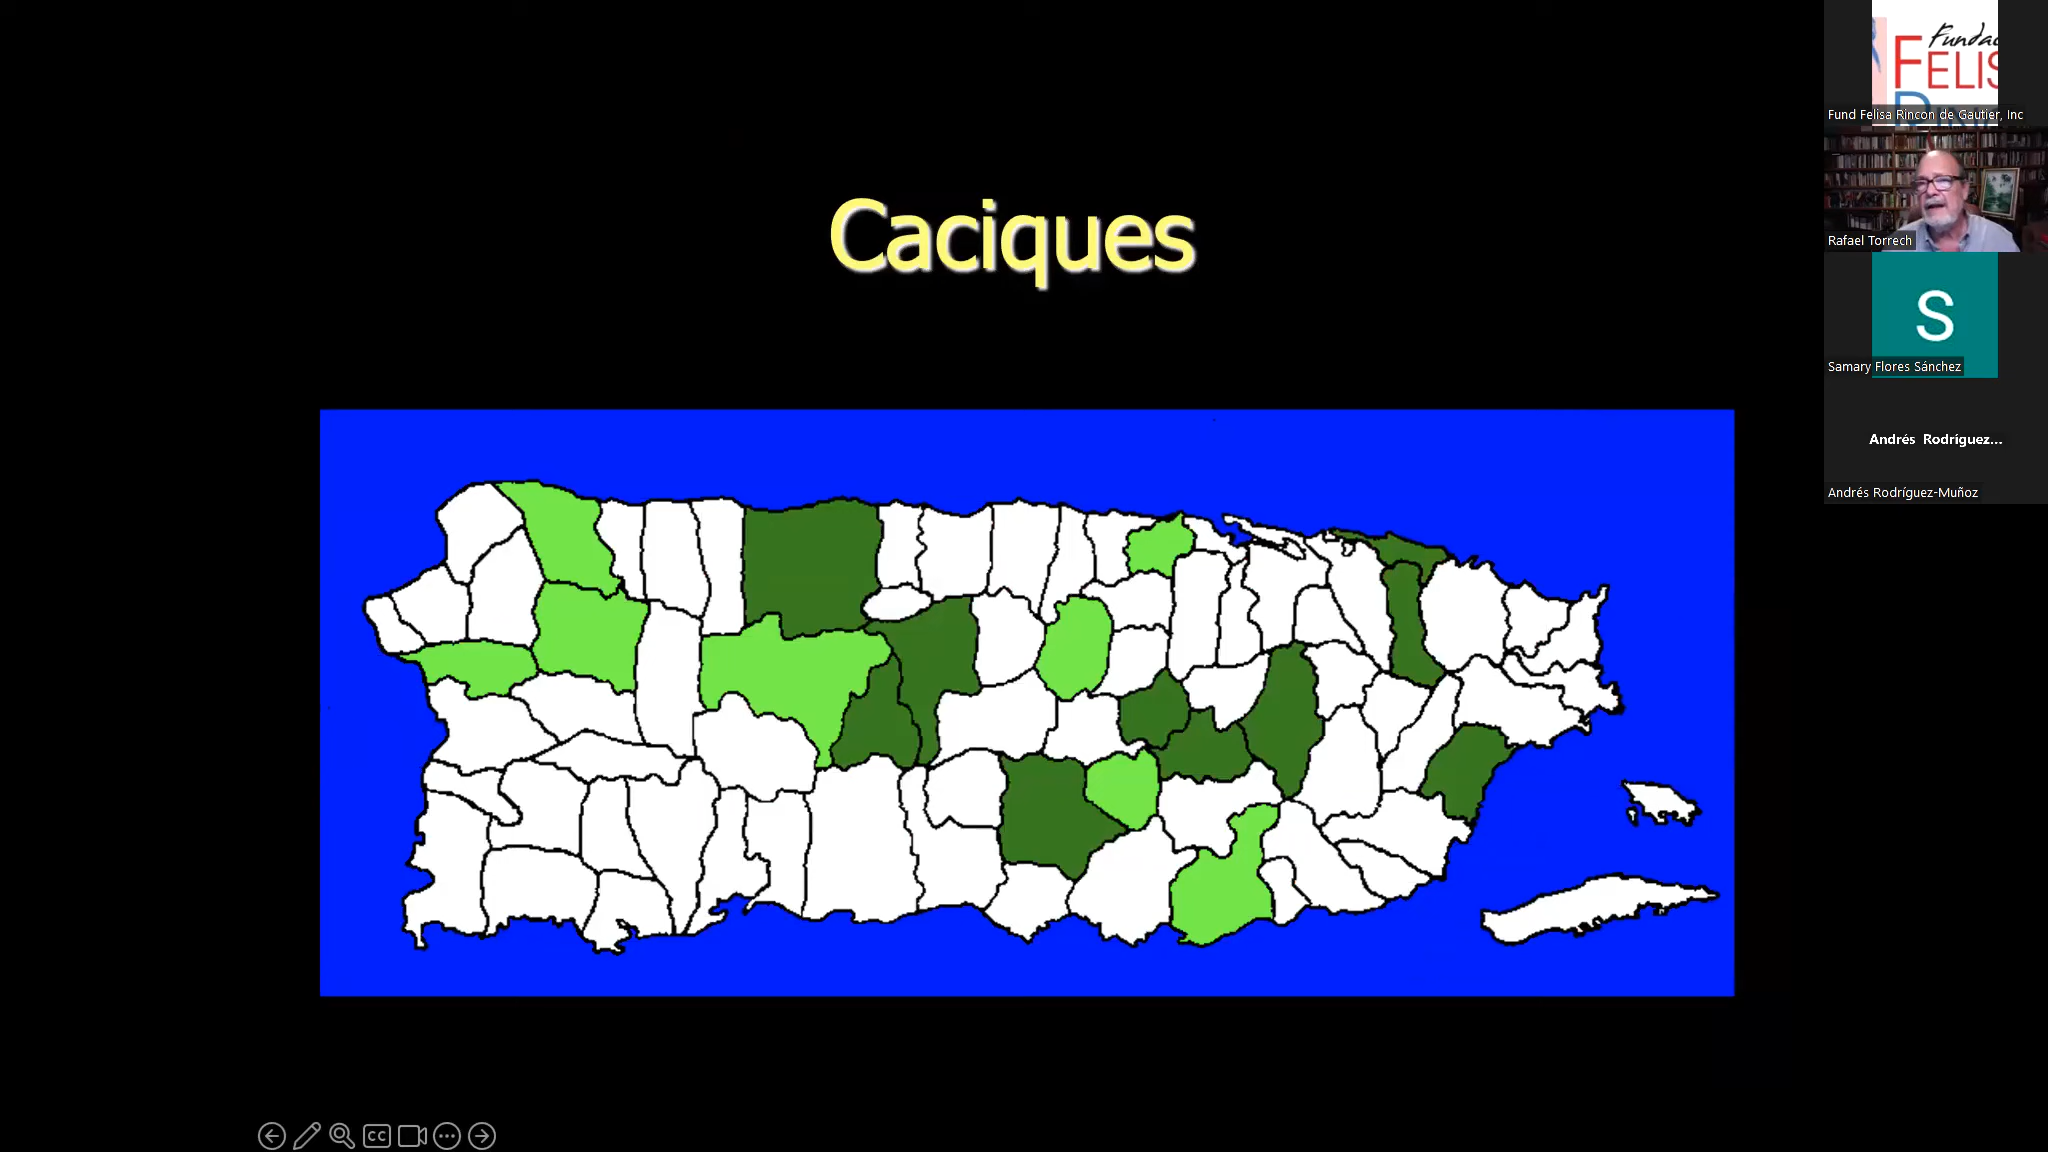 Caciques
Fundac
FELIS
Fund Felisa Rincon de Gautier, Inc
Rafael Torrech
S
Samary Flores Sánchez
Andrés Rodríguez...
Andrés Rodríguez-Muñoz
CC